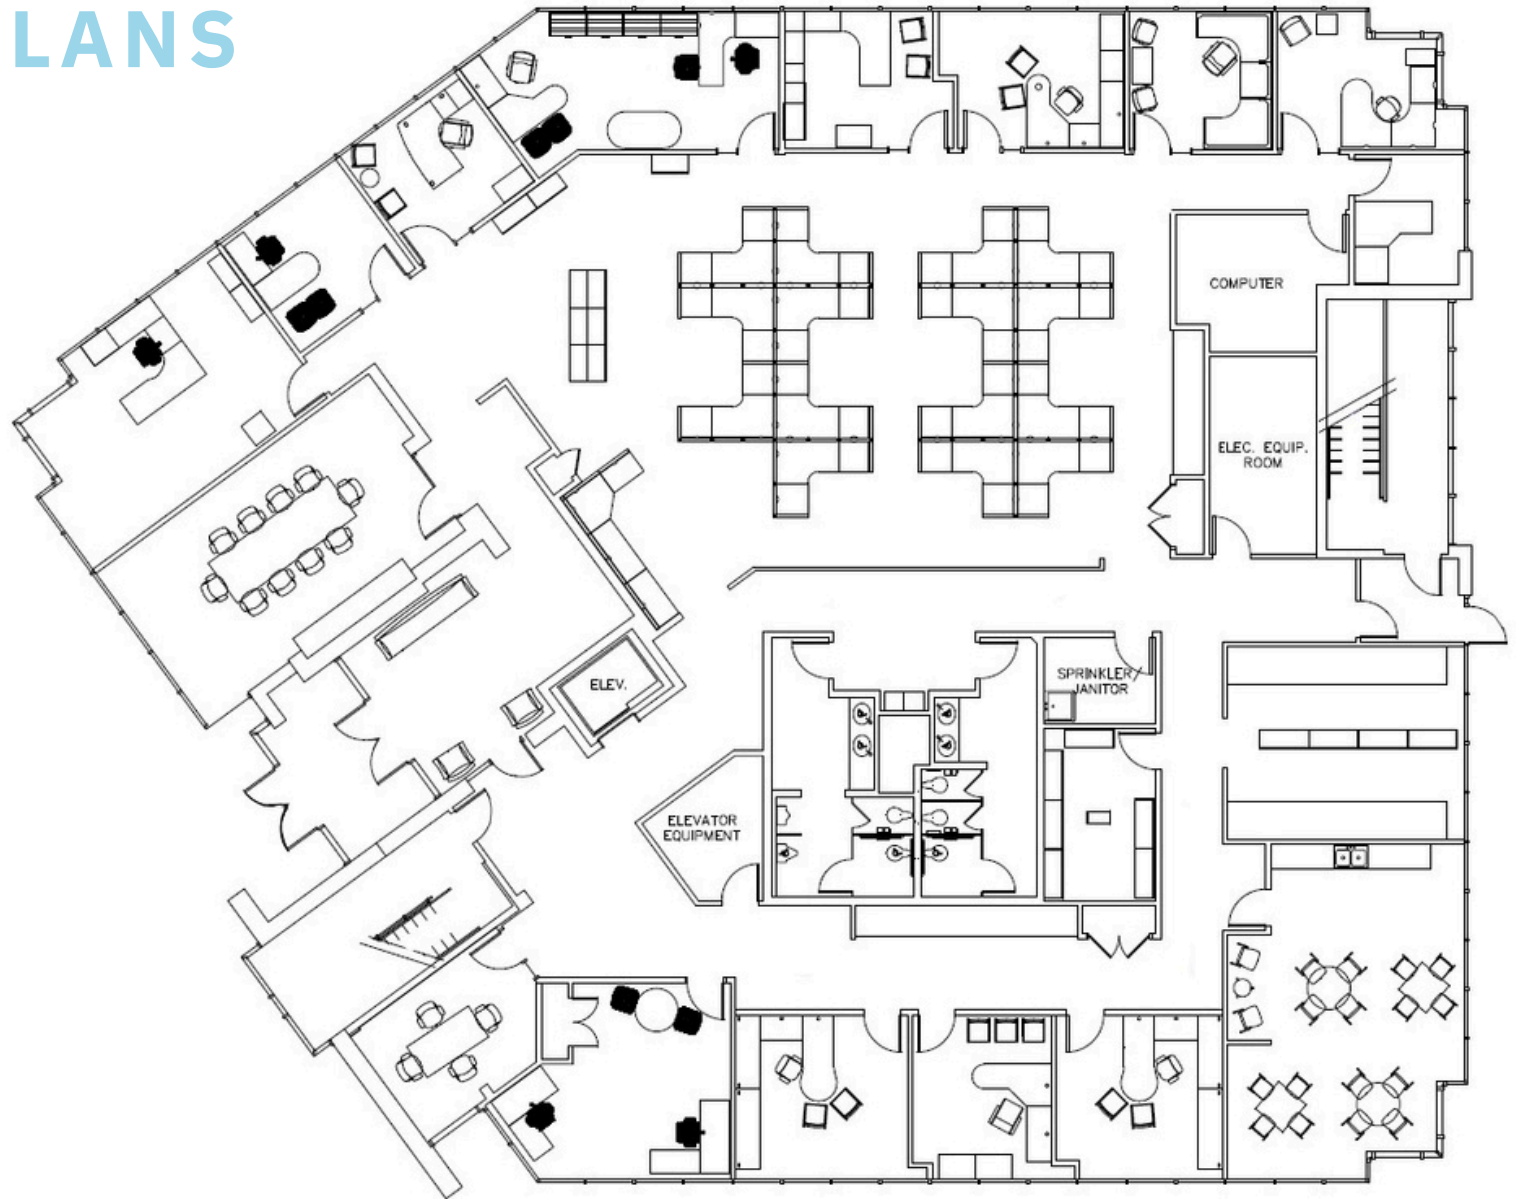 LANS
COMPUTER
ELEC. EQUIP.
ROOM
ELEV.
SPRINKLER/
JANITOR
ELEVATOR
EQUIPMENT